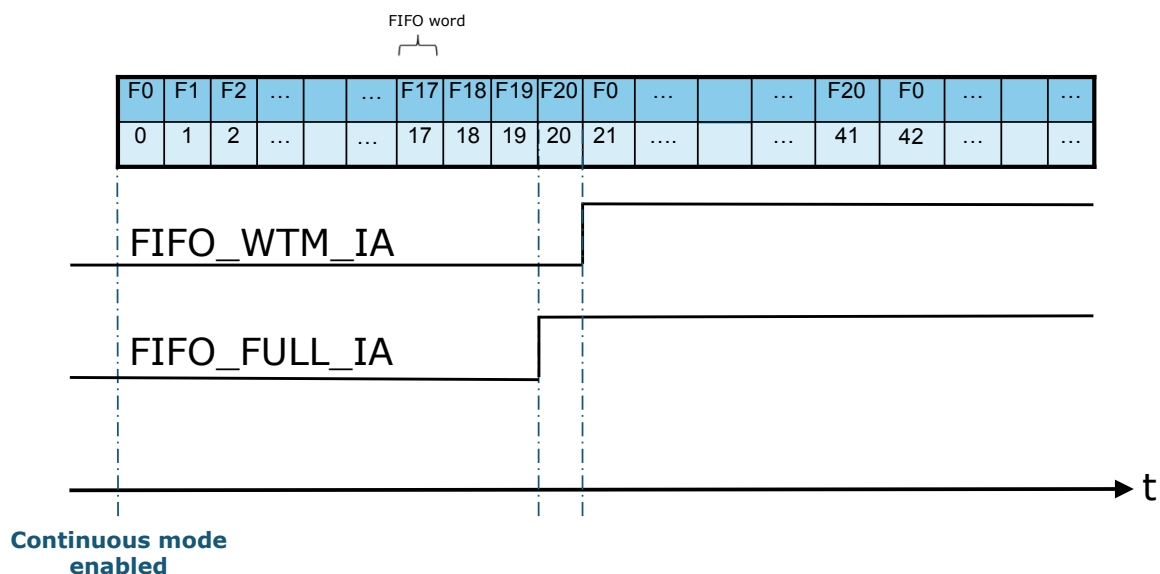 FIFO word
F0 F1 F2 … … F17 F18 F19 F20 F0 … … F20 F0 … …
0 1 2 … … 17 18 19 20 21 …. … 41 42 … …
FIFO_WTM_IA
FIFO_FULL_IA
t
Continuous mode
enabled